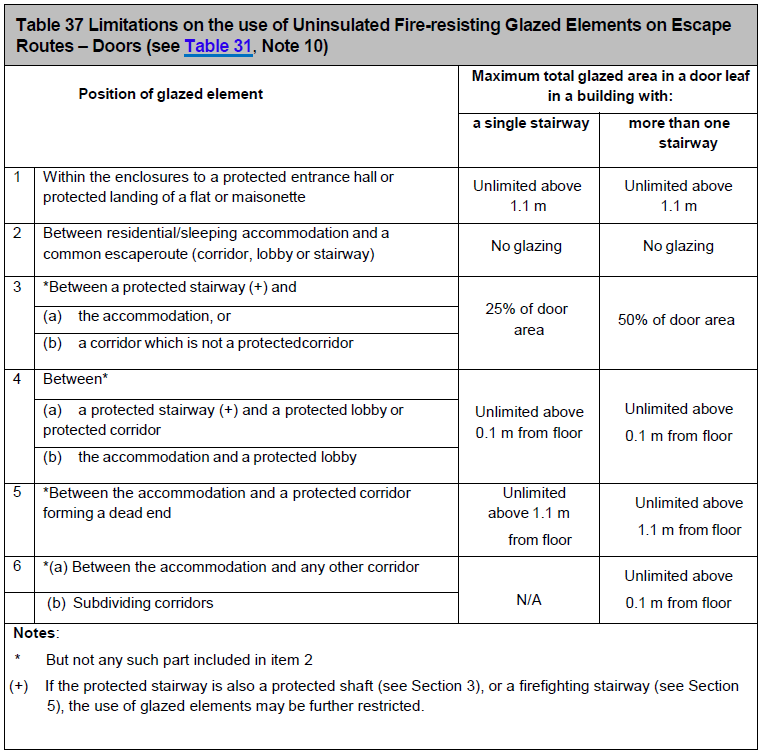 Table 37 Limitations on the use of Uninsulated Fire-resisting Glazed Elements on Escape
Routes – Doors (see Table 31, Note 10)
Position of glazed element
Maximum total glazed area in a door leaf
in a building with:
a single stairway
more than one
stairway
1
Within the enclosures to a protected entrance hall or
protected landing of a flat or maisonette
Unlimited above
1.1 m
Unlimited above
1.1 m
2
Between residential/sleeping accommodation and a
common escaperoute (corridor, lobby or stairway)
No glazing
No glazing
3
*Between a protected stairway (+) and
(a) the accommodation, or
(b) a corridor which is not a protectedcorridor
25% of door
area
50% of door area
4
Between*
(a) a protected stairway (+) and a protected lobby or
protected corridor
(b) the accommodation and a protected lobby
Unlimited above
0.1 m from floor
Unlimited above
0.1 m from floor
5
*Between the accommodation and a protected corridor
forming a dead end
Unlimited
above 1.1 m
from floor
Unlimited above
1.1 m from floor
6
*(a) Between the accommodation and any other corridor
(b) Subdividing corridors
N/A
Unlimited above
0.1 m from floor
Notes:
* But not any such part included in item 2
(+) If the protected stairway is also a protected shaft (see Section 3), or a firefighting stairway (see Section
5), the use of glazed elements may be further restricted.